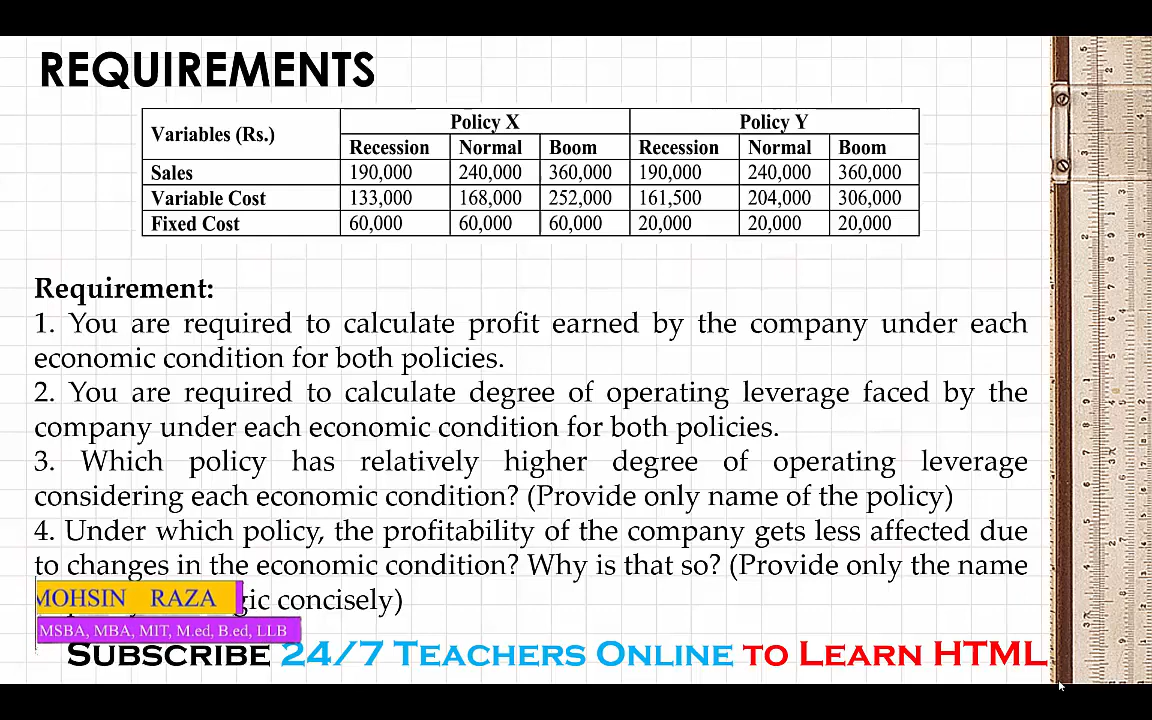 REQUIREMENTS
Variables (Rs.) Policy X Policy Y
Recession Normal Boom Recession Normal Boom
Sales 190,000 240,000 360,000 190,000 240,000 360,000
Variable Cost 133,000 168,000 252,000 161,500 204,000 306,000
Fixed Cost 60,000 60,000 60,000 20,000 20,000 20,000
Requirement:
1. You are required to calculate profit earned by the company under each
economic condition for both policies.
2. You are required to calculate degree of operating leverage faced by the
company under each economic condition for both policies.
3. Which policy has relatively higher degree of operating leverage
considering each economic condition? (Provide only name of the policy)
4. Under which policy, the profitability of the company gets less affected due
to changes in the economic condition? Why is that so? (Provide only the name
concisely)
MOHSIN RAZA
MSBA, MBA, MIT, M.ed, B.ed, LLB
SUBSCRIBE 24/7 TEACHERS ONLINE TO LEARN HTML